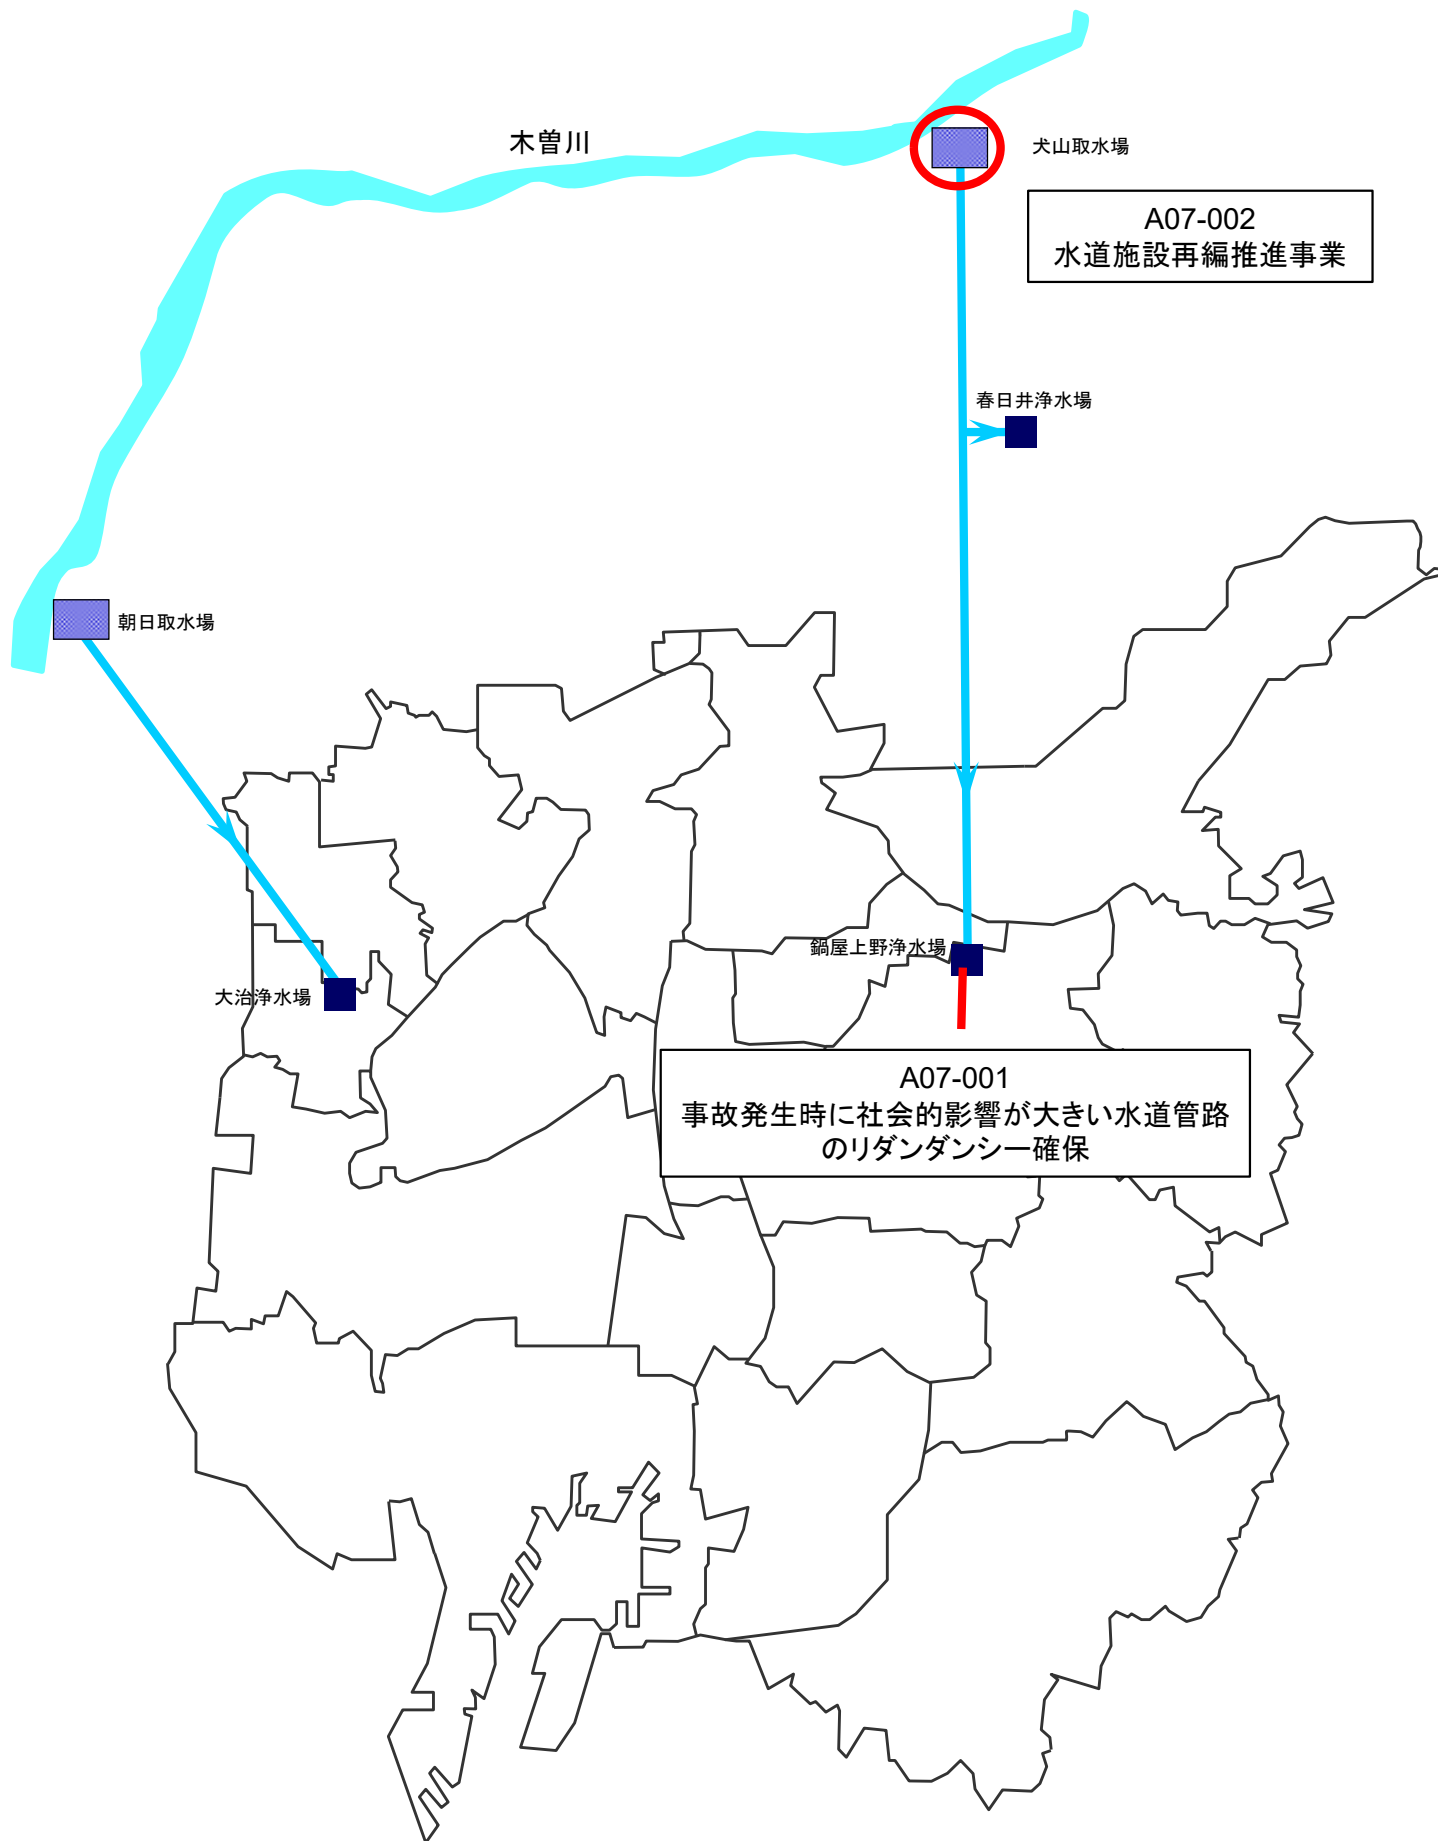 木曽川
犬山取水場
A07-002
水道施設再編推進事業
春日井浄水場
朝日取水場
鍋屋上野浄水場
大治浄水場
A07-001
事故発生時に社会的影響が大きい水道管路
のリダンダンシー確保